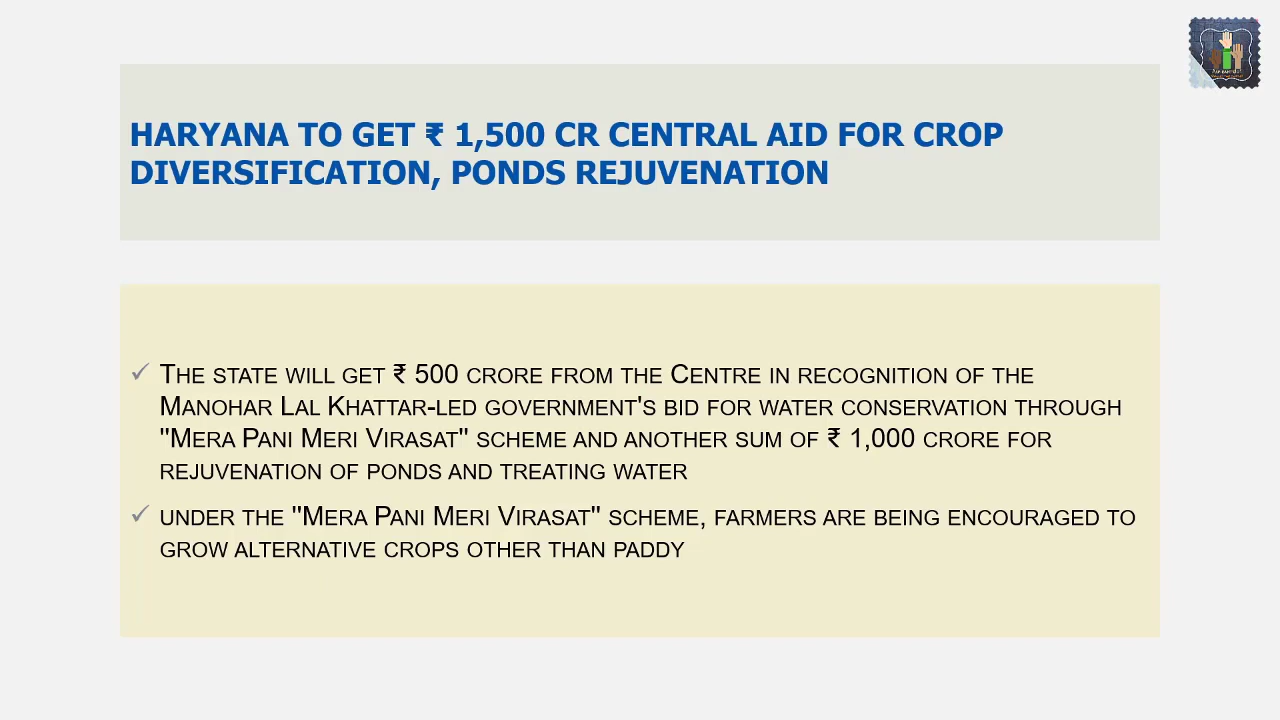 HARYANA TO GET ₹ 1,500 CR CENTRAL AID FOR CROP
DIVERSIFICATION, PONDS REJUVENATION
✓ THE STATE WILL GET ₹ 500 CRORE FROM THE CENTRE IN RECOGNITION OF THE
MANOHAR LAL KHATTAR-LED GOVERNMENT'S BID FOR WATER CONSERVATION THROUGH
"MERA PANI MERI VIRASAT" SCHEME AND ANOTHER SUM OF ₹ 1,000 CRORE FOR
REJUVENATION OF PONDS AND TREATING WATER
✓ UNDER THE "MERA PANI MERI VIRASAT" SCHEME, FARMERS ARE BEING ENCOURAGED TO
GROW ALTERNATIVE CROPS OTHER THAN PADDY